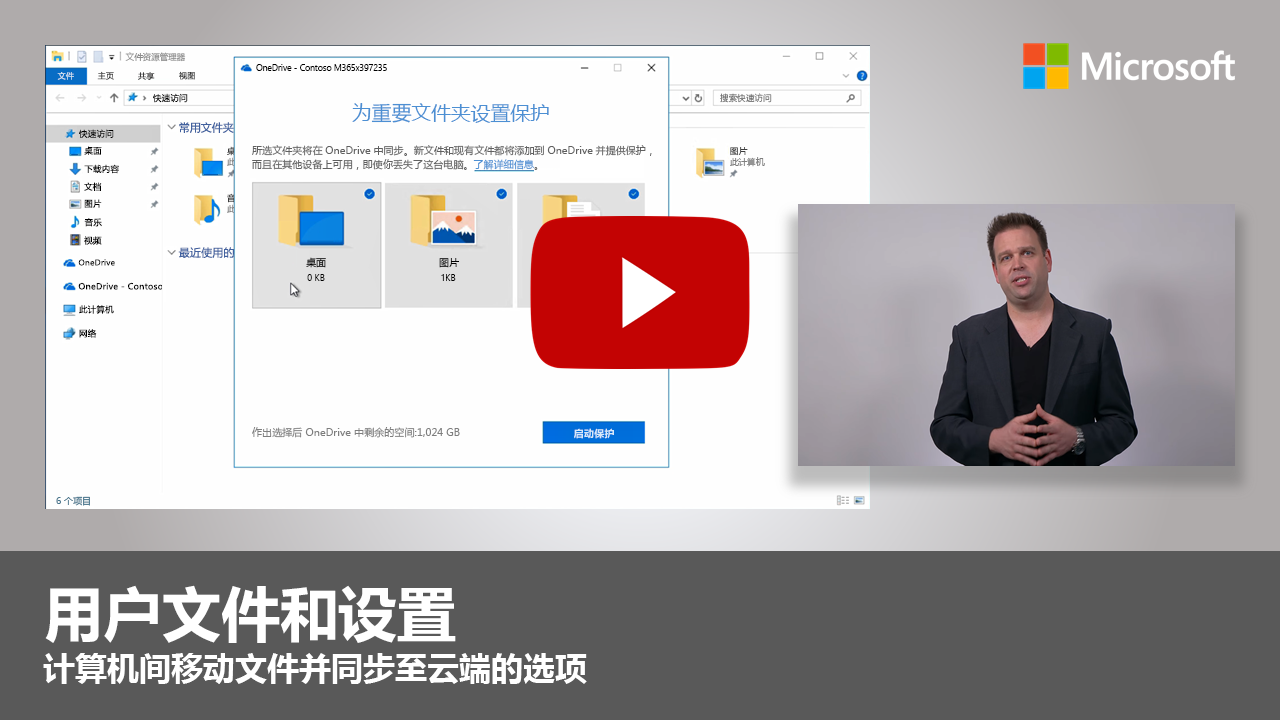 文件资源管理器
文件
主页
共享
视图
快速访问
搜索快速访问
快速访问
桌面
下载内容
文档
图片
音乐
视频
OneDrive
OneDrive - Contoso
此计算机
网络
常用文件夹
最近使用的
图片
此计算机
6 个项目
OneDrive - Contoso M365x397235
为重要文件夹设置保护
所选文件夹将在 OneDrive 中同步。新文件和现有文件都将添加到 OneDrive 并提供保护，
而且在其他设备上可用，即使你丢失了这台电脑。了解详细信息。
桌面
0 KB
图片
1KB
作出选择后 OneDrive 中剩余的空间:1,024 GB
启动保护
Microsoft
用户文件和设置
计算机间移动文件并同步至云端的选项